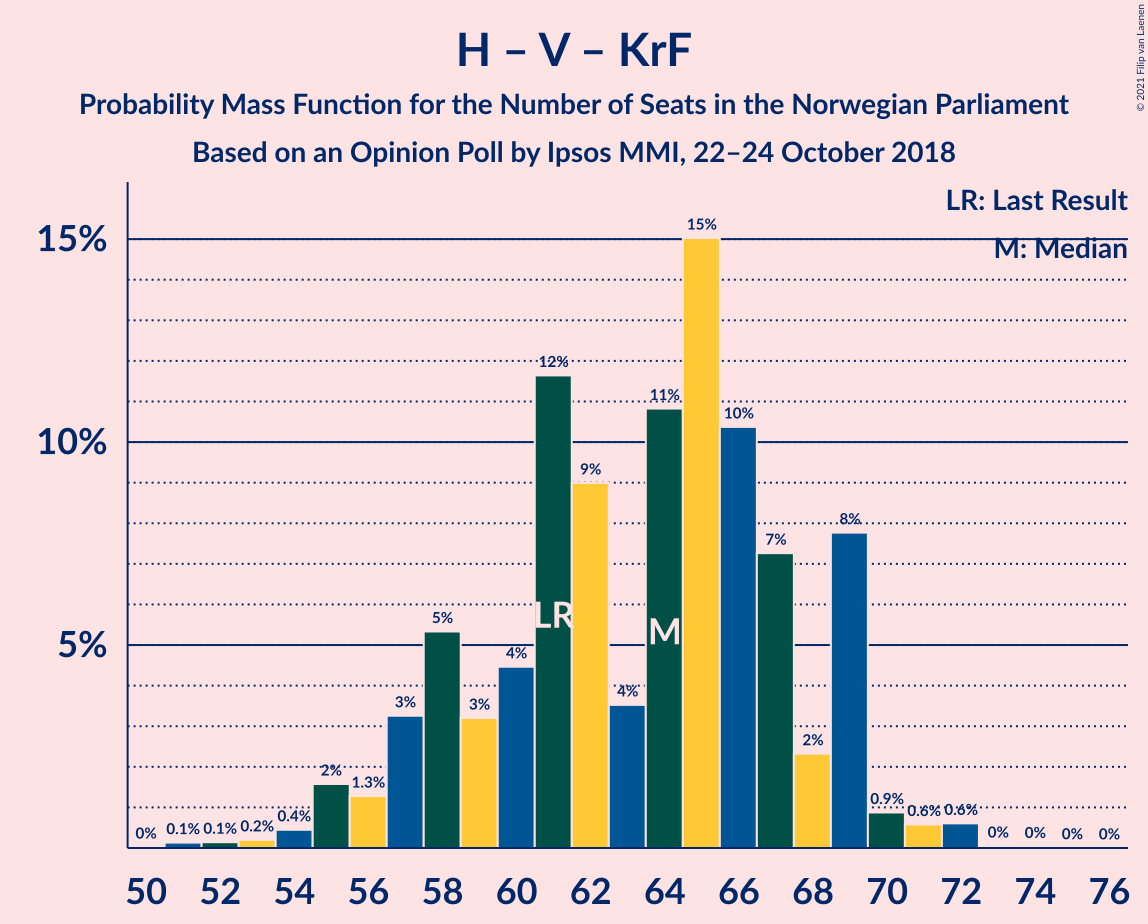 H – V – KrF
Probability Mass Function for the Number of Seats in the Norwegian Parliament
Based on an Opinion Poll by Ipsos MMI, 22–24 October 2018
© 2021 Filip van Laenen
LR: Last Result
M: Median
15%
10%
5%
0% 0.1% 0.1% 0.2% 0.4% 2% 1.3% 3% 5% 3% 4% 12% 9% 4% 11% 15% 10% 7% 2% 8% 0.9% 0.6% 0.6% 0% 0% 0% 0%
LR M
50 52 54 56 58 60 62 64 66 68 70 72 74 76